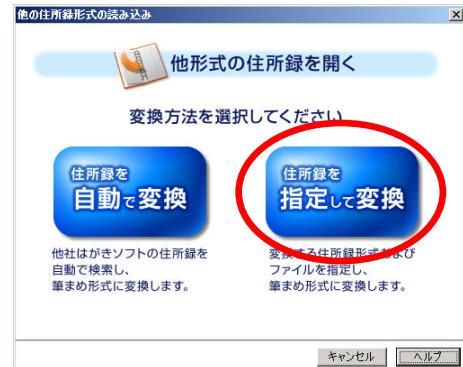 他の住所録形式の読み込み
他形式の住所録を開く
変換方法を選択してください
住所録を
自動で変換
住所録を
指定して変換
他社はがきソフトの住所録を
自動で検索し、
筆まめ形式に変換します。
変換する住所録形式および
ファイルを指定し、
筆まめ形式に変換します。
キャンセル
ヘルプ